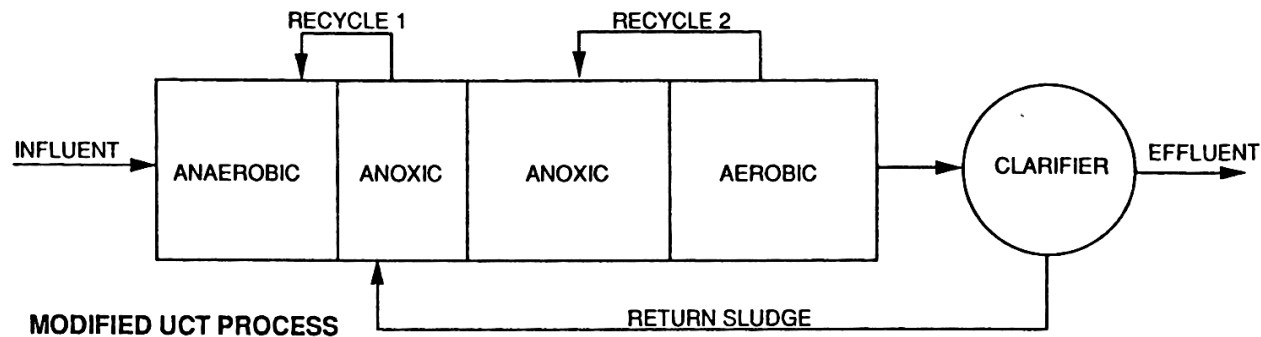 RECYCLE 1
RECYCLE 2
INFLUENT
ANAEROBIC
ANOXIC
ANOXIC
AEROBIC
CLARIFIER
EFFLUENT
RETURN SLUDGE
MODIFIED UCT PROCESS